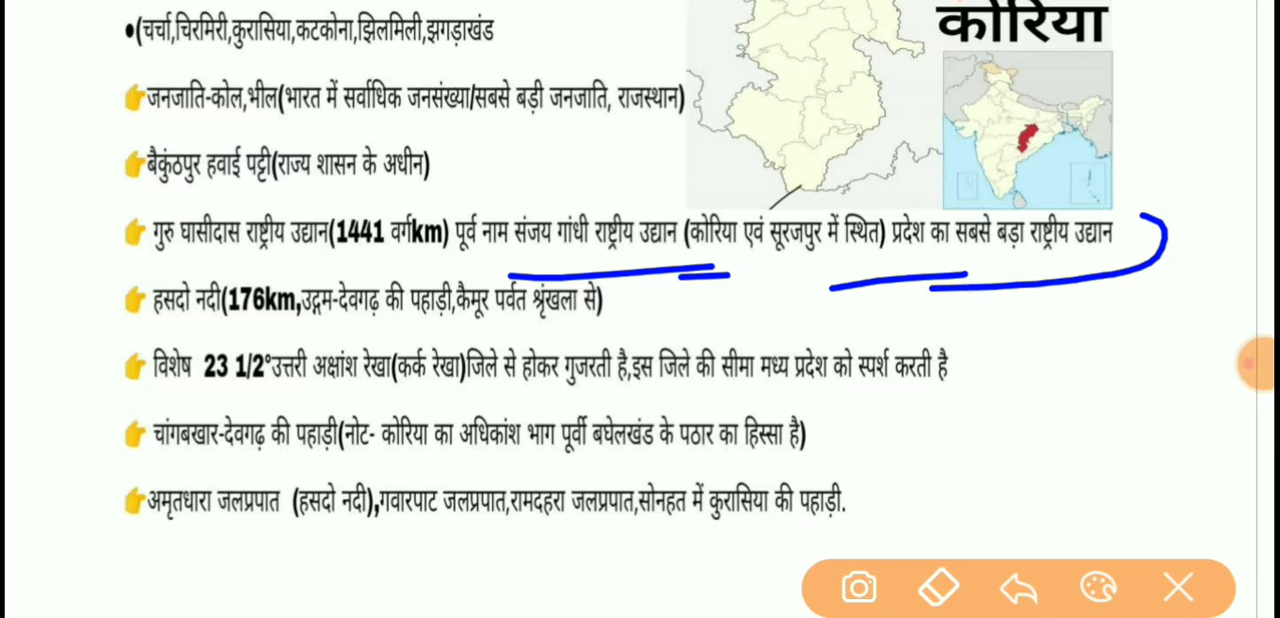 कोरिया
•(चर्चा,चिरमिरी,कुरासिया,कटकोना,झिलमिली,झगड़ाखंड
👉जनजाति-कोल,भील(भारत में सर्वाधिक जनसंख्या/सबसे बड़ी जनजाति, राजस्थान)
👉बैकुंठपुर हवाई पट्टी(राज्य शासन के अधीन)
👉 गुरु घासीदास राष्ट्रीय उद्यान(1441 वर्गkm) पूर्व नाम संजय गांधी राष्ट्रीय उद्यान (कोरिया एवं सूरजपुर में स्थित) प्रदेश का सबसे बड़ा राष्ट्रीय उद्यान
👉 हसदो नदी(176km,उद्गम-देवगढ़ की पहाड़ी,कैमूर पर्वत श्रृंखला से)
👉 विशेष 23 1/2°उत्तरी अक्षांश रेखा(कर्क रेखा)जिले से होकर गुजरती है,इस जिले की सीमा मध्य प्रदेश को स्पर्श करती है
👉 चांगबखार-देवगढ़ की पहाड़ी(नोट- कोरिया का अधिकांश भाग पूर्वी बघेलखंड के पठार का हिस्सा है)
👉अमृतधारा जलप्रपात (हसदो नदी),गवारपाट जलप्रपात,रामदहरा जलप्रपात,सोनहत में कुरासिया की पहाड़ी.